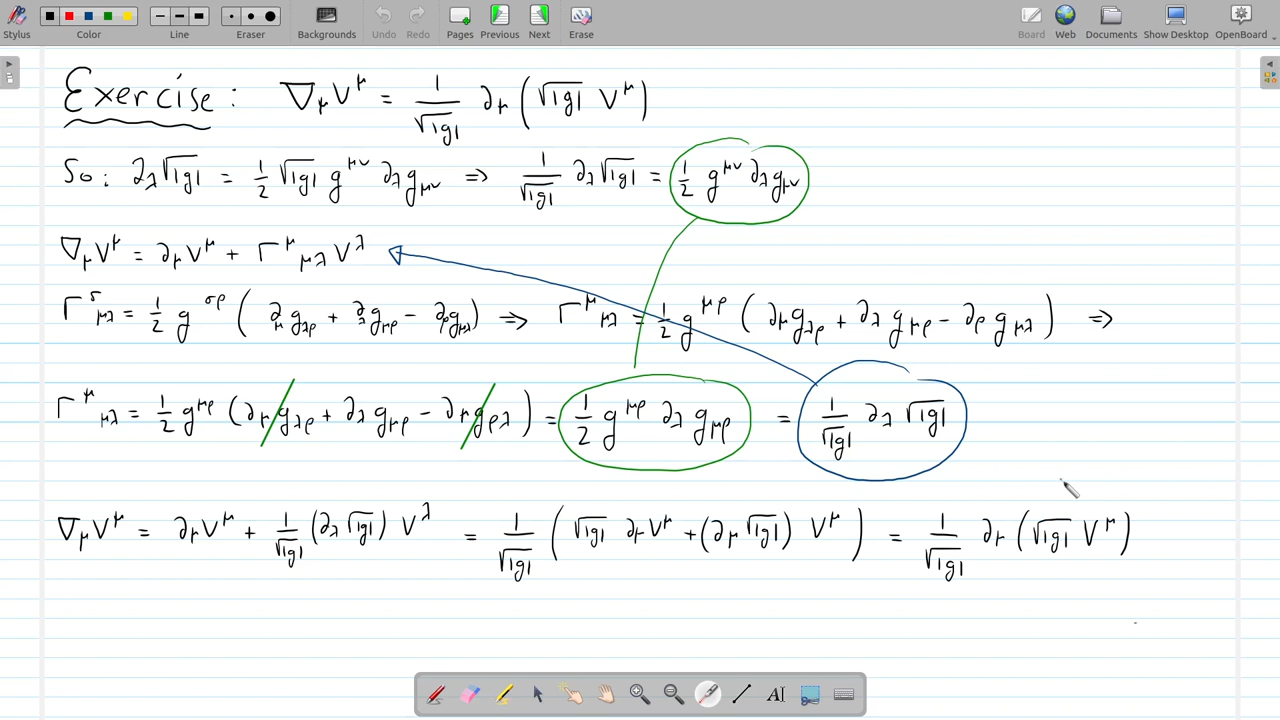 Stylus Color Line Eraser Backgrounds Undo Redo Pages Previous Next Erase Board Web Documents Show Desktop OpenBoard
Exercise: ∇_μ V^μ = 1/√|g| ∂_μ (√|g| V^μ)
So: ∂_λ √|g| = 1/2 √|g| g^{μν} ∂_λ g_{μν} ⇒ 1/√|g| ∂_λ √|g| = 1/2 g^{μν} ∂_λ g_{μν}
∇_μ V^μ = ∂_μ V^μ + Γ^μ_{μλ} V^λ
Γ^σ_{μλ} = 1/2 g^{σρ} (∂_μ g_{λρ} + ∂_λ g_{μρ} − ∂_ρ g_{μλ}) ⇒ Γ^μ_{μλ} = 1/2 g^{μρ} (∂_μ g_{λρ} + ∂_λ g_{μρ} − ∂_ρ g_{μλ}) ⇒
Γ^μ_{μλ} = 1/2 g^{μρ} (∂_μ g_{λρ} + ∂_λ g_{μρ} − ∂_μ g_{ρλ}) = 1/2 g^{μρ} ∂_λ g_{μρ} = 1/√|g| ∂_λ √|g|
∇_μ V^μ = ∂_μ V^μ + 1/√|g| (∂_λ √|g|) V^λ = 1/√|g| (√|g| ∂_μ V^μ + (∂_μ √|g|) V^μ) = 1/√|g| ∂_μ (√|g| V^μ)